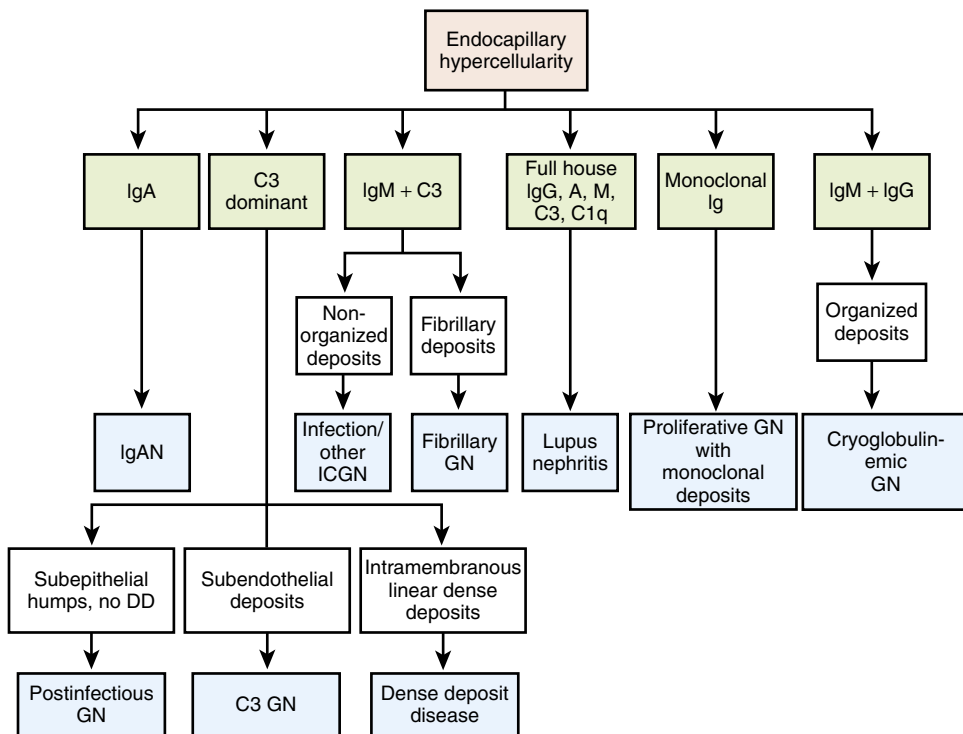 Endocapillary
hypercellularity
IgA
C3
dominant
IgM + C3
Full house
IgG, A, M,
C3, C1q
Monoclonal
Ig
IgM + IgG
Non-
organized
deposits
Fibrillary
deposits
Organized
deposits
IgAN
Infection/
other
ICGN
Fibrillary
GN
Lupus
nephritis
Proliferative GN
with
monoclonal
deposits
Cryoglobulin-
emic
GN
Subepithelial
humps, no DD
Subendothelial
deposits
Intramembranous
linear dense
deposits
Postinfectious
GN
C3 GN
Dense deposit
disease